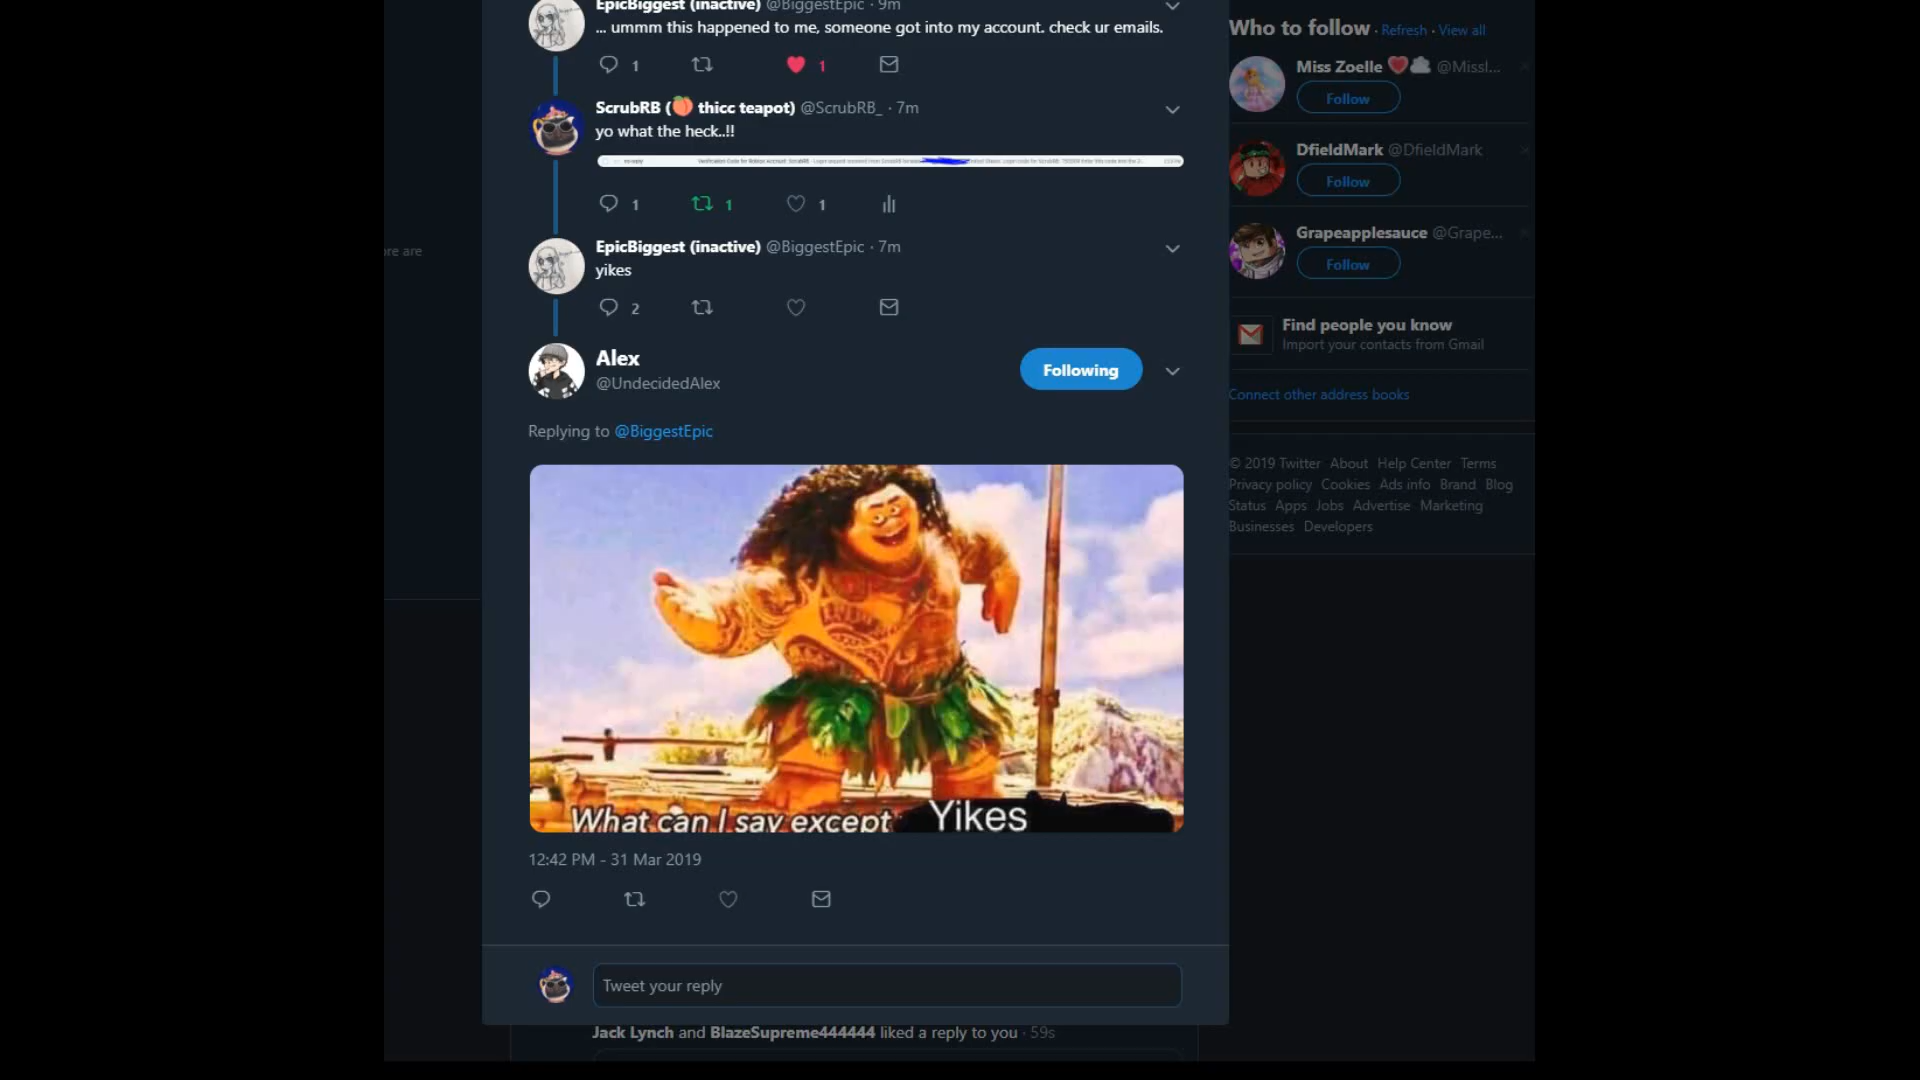 EpicBiggest (inactive) @BiggestEpic · 9m
... ummm this happened to me, someone got into my account. check ur emails.
1
1
ScrubRB (🍑 thicc teapot) @ScrubRB_ · 7m
yo what the heck..!!
no-reply
1
1
1
EpicBiggest (inactive) @BiggestEpic · 7m
yikes
2
Alex
@UndecidedAlex
Following
Replying to @BiggestEpic
What can I say except Yikes
12:42 PM - 31 Mar 2019
Tweet your reply
Jack Lynch and BlazeSupreme444444 liked a reply to you · 59s
re are
Who to follow · Refresh · View all
Miss Zoelle ❤☁ @MissI...
Follow
DfieldMark @DfieldMark
Follow
Grapeapplesauce @Grape...
Follow
Find people you know
Import your contacts from Gmail
Connect other address books
© 2019 Twitter About Help Center Terms
Privacy policy Cookies Ads info Brand Blog
Status Apps Jobs Advertise Marketing
Businesses Developers